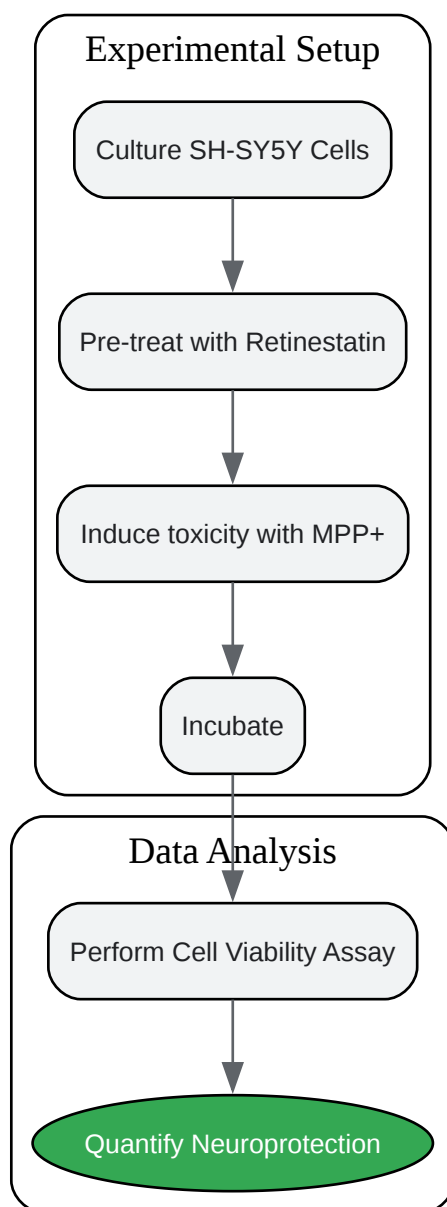 Experimental Setup
Culture SH-SY5Y Cells
Pre-treat with Retinestatin
Induce toxicity with MPP+
Incubate
Data Analysis
Perform Cell Viability Assay
Quantify Neuroprotection